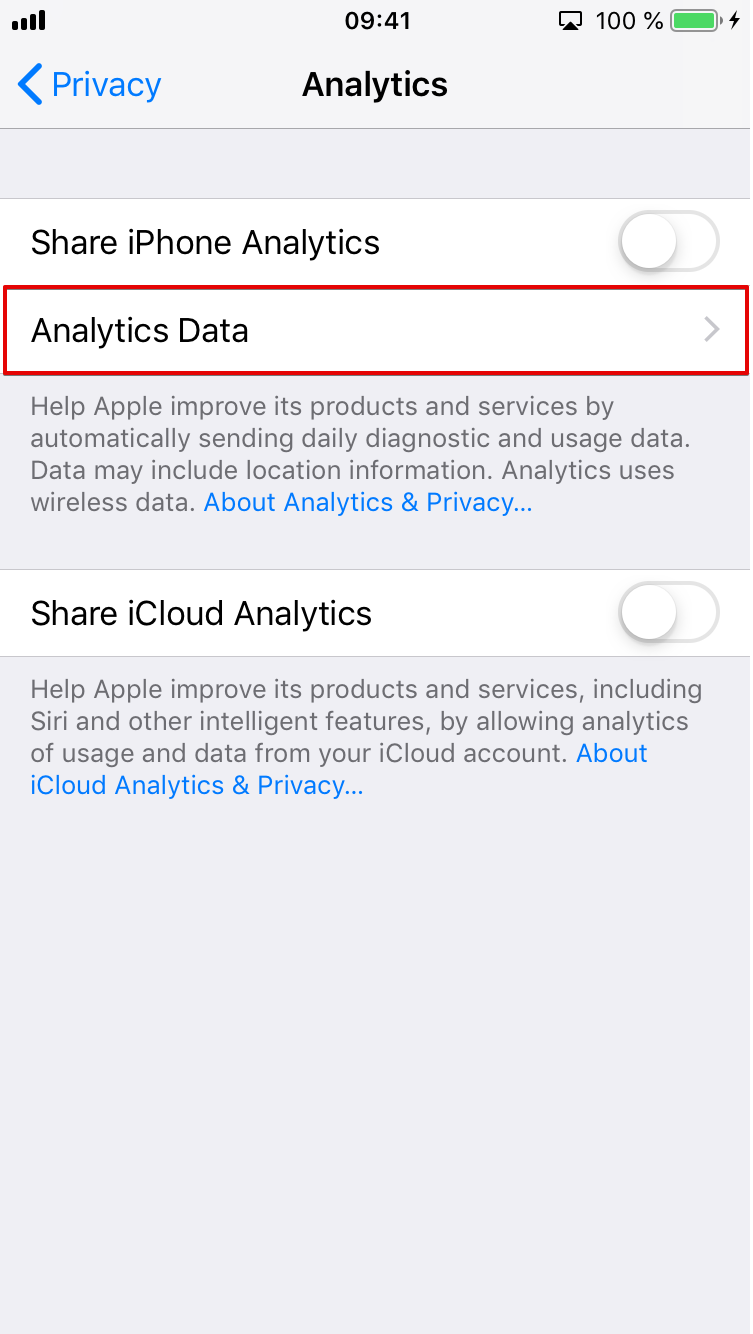 09:41
100 %
Privacy
Analytics
Share iPhone Analytics
Analytics Data
Help Apple improve its products and services by
automatically sending daily diagnostic and usage data.
Data may include location information. Analytics uses
wireless data. About Analytics & Privacy...
Share iCloud Analytics
Help Apple improve its products and services, including
Siri and other intelligent features, by allowing analytics
of usage and data from your iCloud account. About
iCloud Analytics & Privacy...